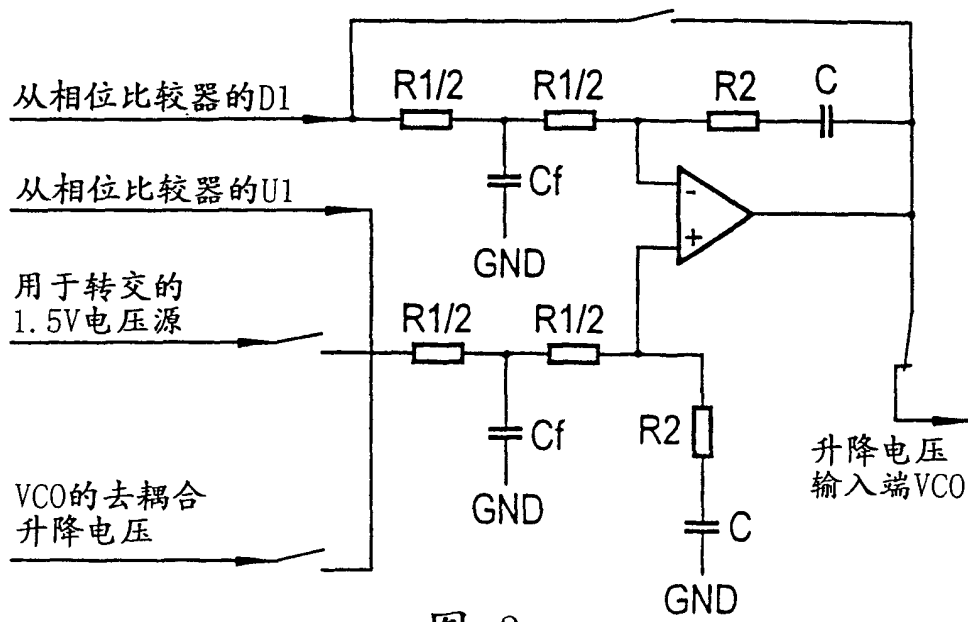 从相位比较器的D1
R1/2
R1/2
R2
C
Cf
GND
从相位比较器的U1
-
+
用于转交的
1.5V电压源
R1/2
R1/2
Cf
GND
R2
C
GND
VCO的去耦合
升降电压
升降电压
输入端VCO